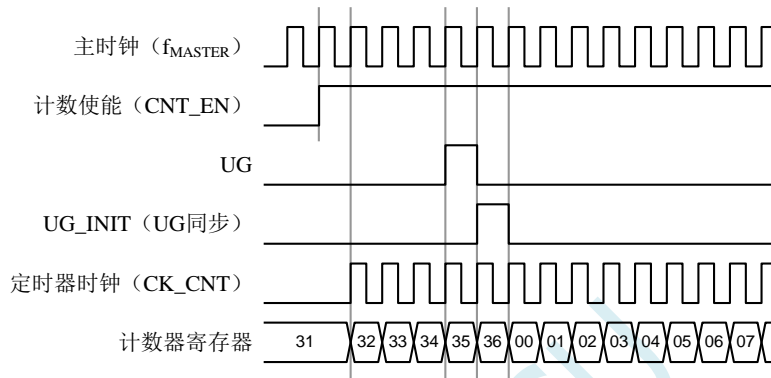 主时钟（fMASTER）
计数使能（CNT_EN）
UG
UG_INIT（UG同步）
定时器时钟（CK_CNT）
计数器寄存器 31 32 33 34 35 36 00 01 02 03 04 05 06 07